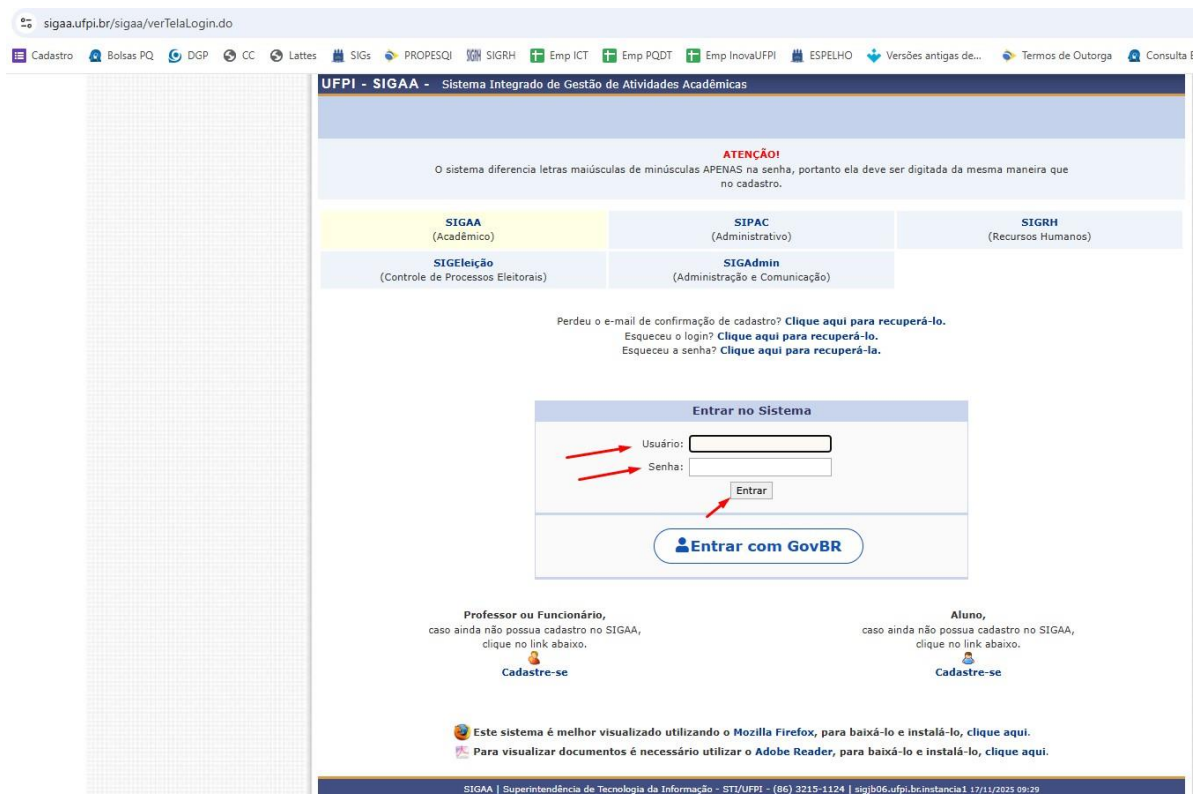 sigaa.ufpi.br/sigaa/verTelaLogin.do
Cadastro Bolsas PQ DGP CC Lattes SIGs PROPESQI SIGRH Emp ICT Emp PQDT Emp InovaUFPI ESPELHO Versões antigas de... Termos de Outorga Consulta
UFPI - SIGAA - Sistema Integrado de Gestão de Atividades Acadêmicas
ATENÇÃO!
O sistema diferencia letras maiúsculas de minúsculas APENAS na senha, portanto ela deve ser digitada da mesma maneira que
no cadastro.
SIGAA SIPAC SIGRH
(Acadêmico) (Administrativo) (Recursos Humanos)
SIGEleição SIGAdmin
(Controle de Processos Eleitorais) (Administração e Comunicação)
Perdeu o e-mail de confirmação de cadastro? Clique aqui para recuperá-lo.
Esqueceu o login? Clique aqui para recuperá-lo.
Esqueceu a senha? Clique aqui para recuperá-la.
Entrar no Sistema
Usuário:
Senha:
Entrar
Entrar com GovBR
Professor ou Funcionário,
caso ainda não possua cadastro no SIGAA,
clique no link abaixo.
Cadastre-se
Aluno,
caso ainda não possua cadastro no SIGAA,
clique no link abaixo.
Cadastre-se
Este sistema é melhor visualizado utilizando o Mozilla Firefox, para baixá-lo e instalá-lo, clique aqui.
Para visualizar documentos é necessário utilizar o Adobe Reader, para baixá-lo e instalá-lo, clique aqui.
SIGAA | Superintendência de Tecnologia da Informação - STI/UFPI - (86) 3215-1124 | sigjb06.ufpi.br.instancia1 17/11/2025 09:29